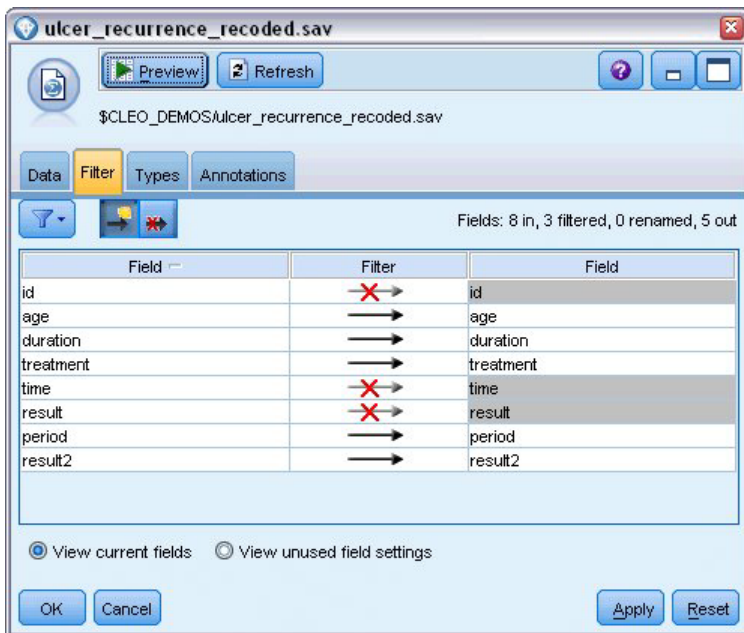 ulcer_recurrence_recoded.sav
Preview Refresh
$CLEO_DEMOS/ulcer_recurrence_recoded.sav
Data Filter Types Annotations
Fields: 8 in, 3 filtered, 0 renamed, 5 out
Field Filter Field
id id
age age
duration duration
treatment treatment
time time
result result
period period
result2 result2
View current fields View unused field settings
OK Cancel Apply Reset